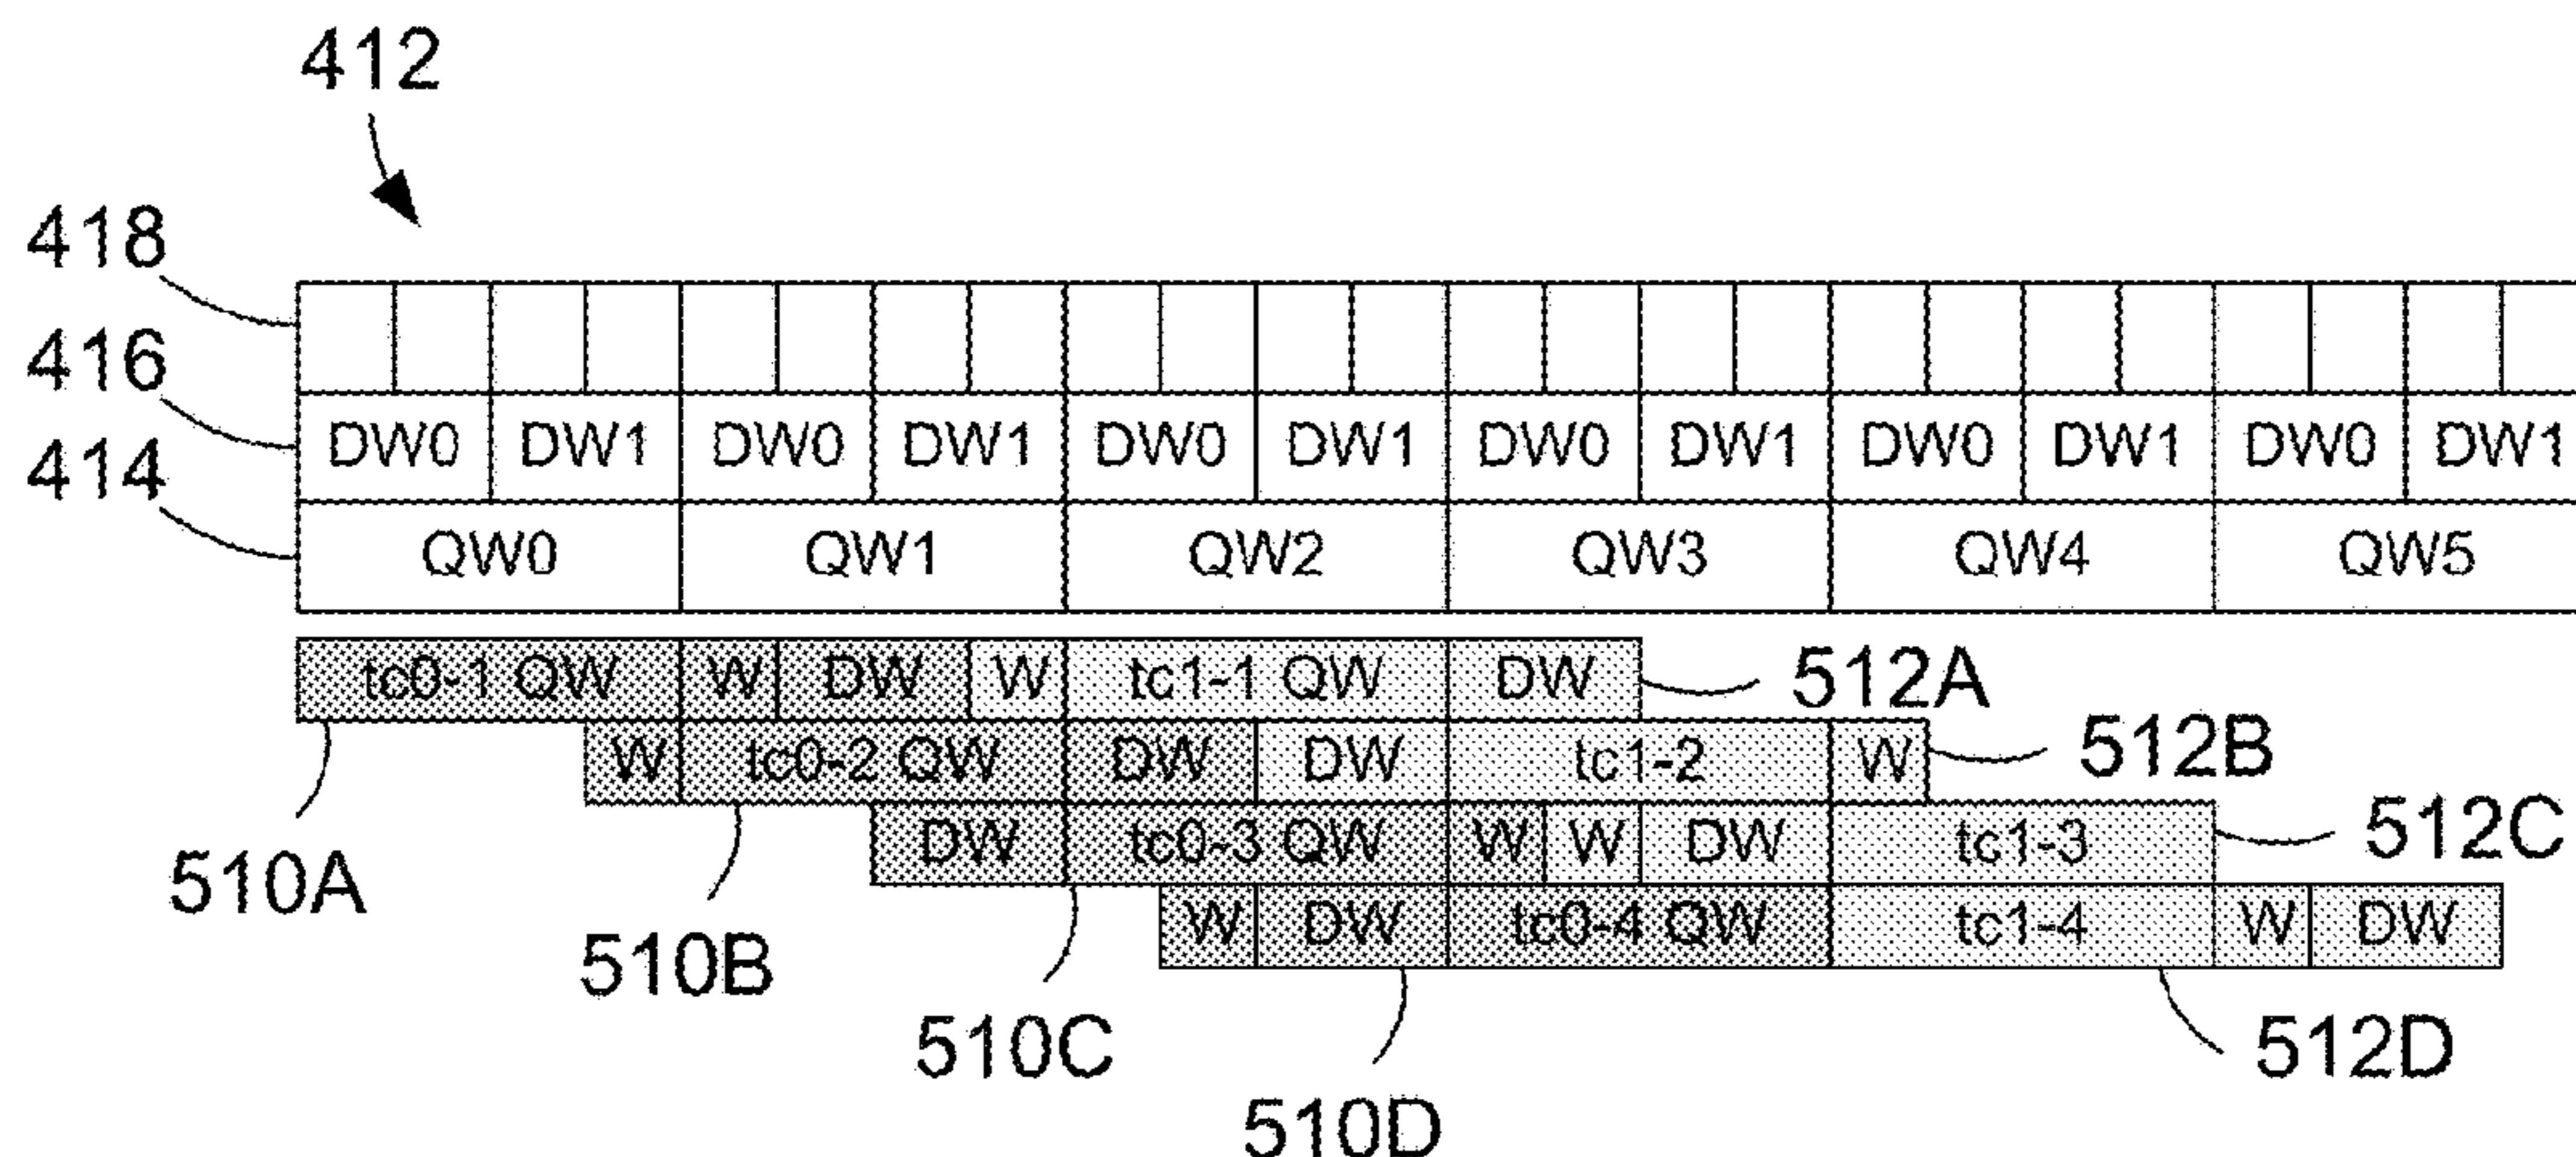 412
418
416
414
DW0 DW1 DW0 DW1 DW0 DW1 DW0 DW1 DW0 DW1 DW0 DW1
QW0 QW1 QW2 QW3 QW4 QW5
tc0-1 QW W DW W tc1-1 QW DW 512A
W tc0-2 QW DW DW tc1-2 W 512B
DW tc0-3 QW W W DW tc1-3 512C
W DW tc0-4 QW tc1-4 W DW
510A
510B
510C
510D
512D